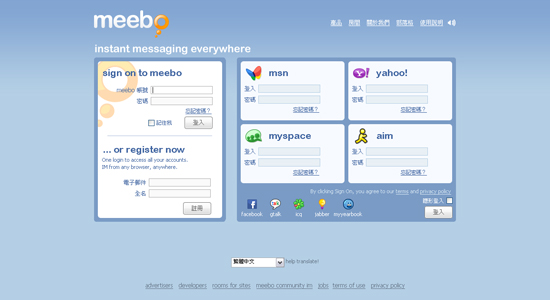 meebo
產品 房間 關於我們 部落格 使用說明
instant messaging everywhere
sign on to meebo
meebo 帳號
密碼
忘記密碼？
記住我
登入
... or register now
One login to access all your accounts.
IM from any browser, anywhere.
電子郵件
全名
註冊
msn
登入
密碼
忘記密碼？
yahoo!
登入
密碼
忘記密碼？
myspace
登入
密碼
忘記密碼？
aim
登入
密碼
忘記密碼？
By clicking Sign On, you agree to our terms and privacy policy
facebook gtalk icq jabber myyearbook
隱形登入
登入
繁體中文 help translate!
advertisers developers rooms for sites meebo community im jobs terms of use privacy policy